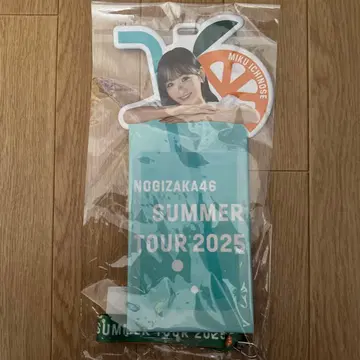 MIKU ICHINOSE
NOGIZAKA46
SUMMER
TOUR 2025
SUMMER TOUR 2025